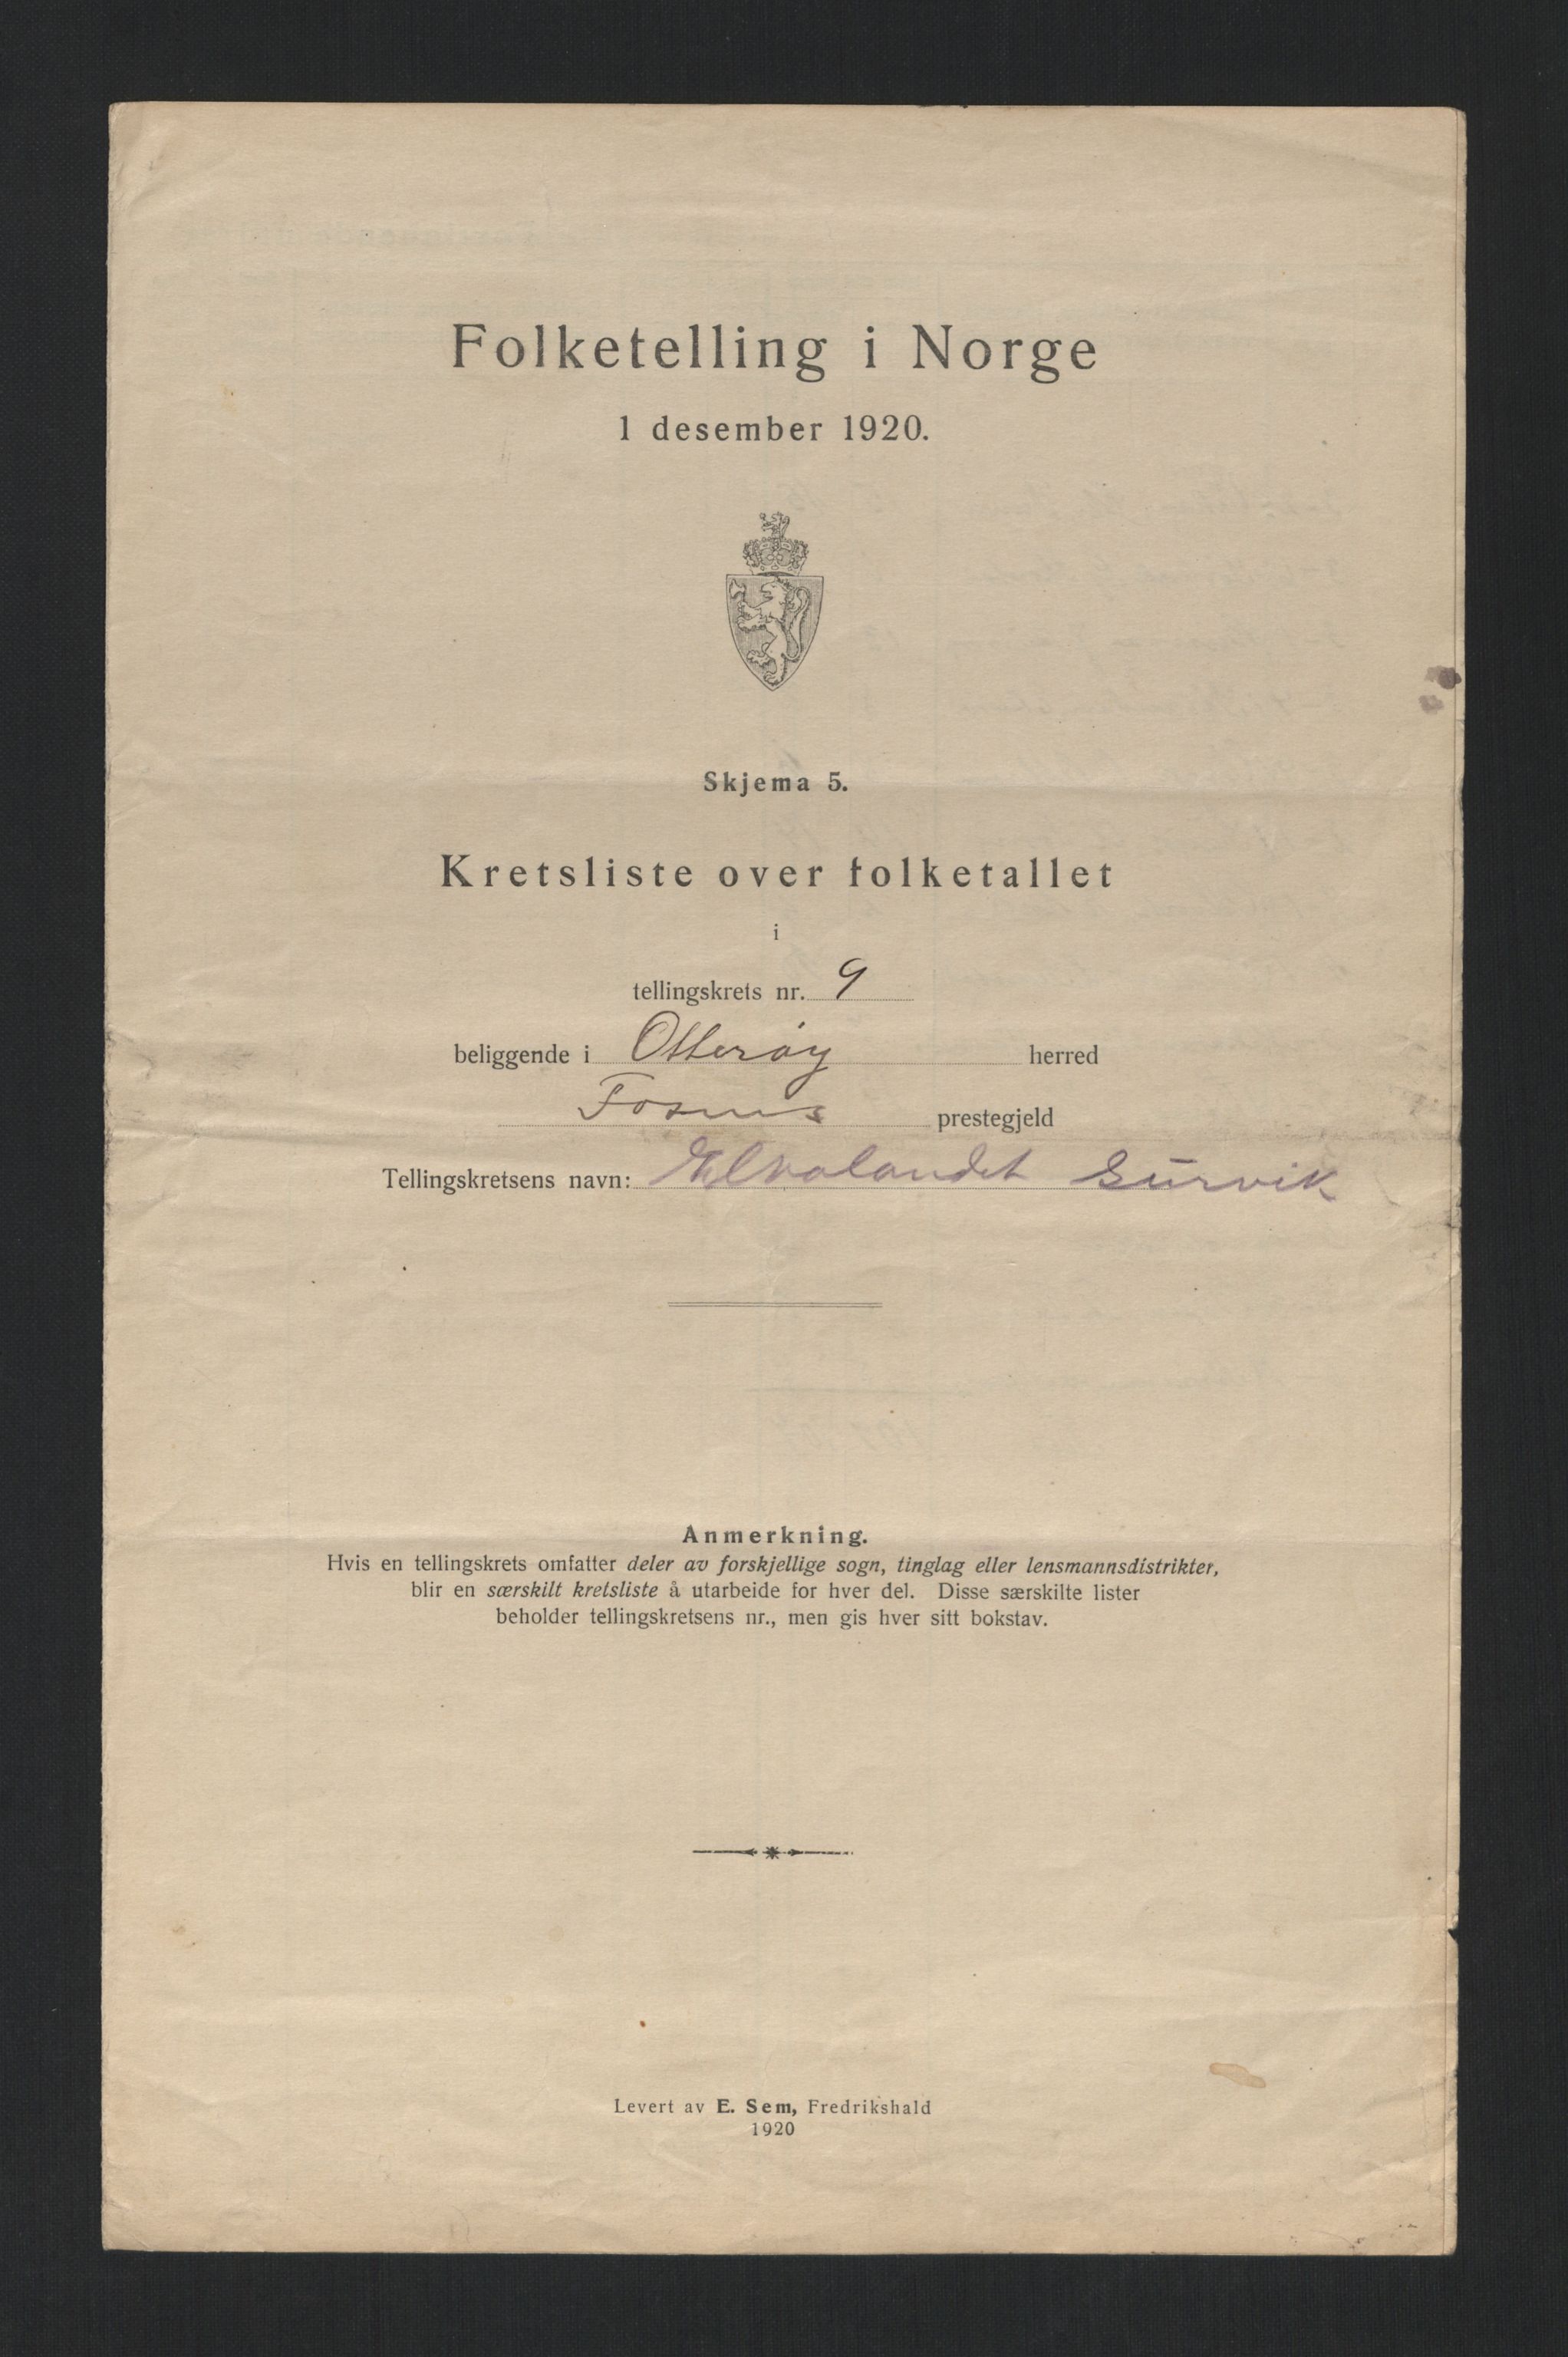 Folketelling i Norge
1 desember 1920.
Skjema 5.
Kretsliste over folketallet
i
tellingskrets nr. 9
beliggende i Otterøy herred
Fosnes prestegjeld
Tellingskretsens navn: Elvalandet Survik
Anmerkning.
Hvis en tellingskrets omfatter deler av forskjellige sogn, tinglag eller lensmannsdistrikter,
blir en særskilt kretsliste å utarbeide for hver del. Disse særskilte lister
beholder tellingskretsens nr., men gis hver sitt bokstav.
Levert av E. Sem, Fredrikshald
1920